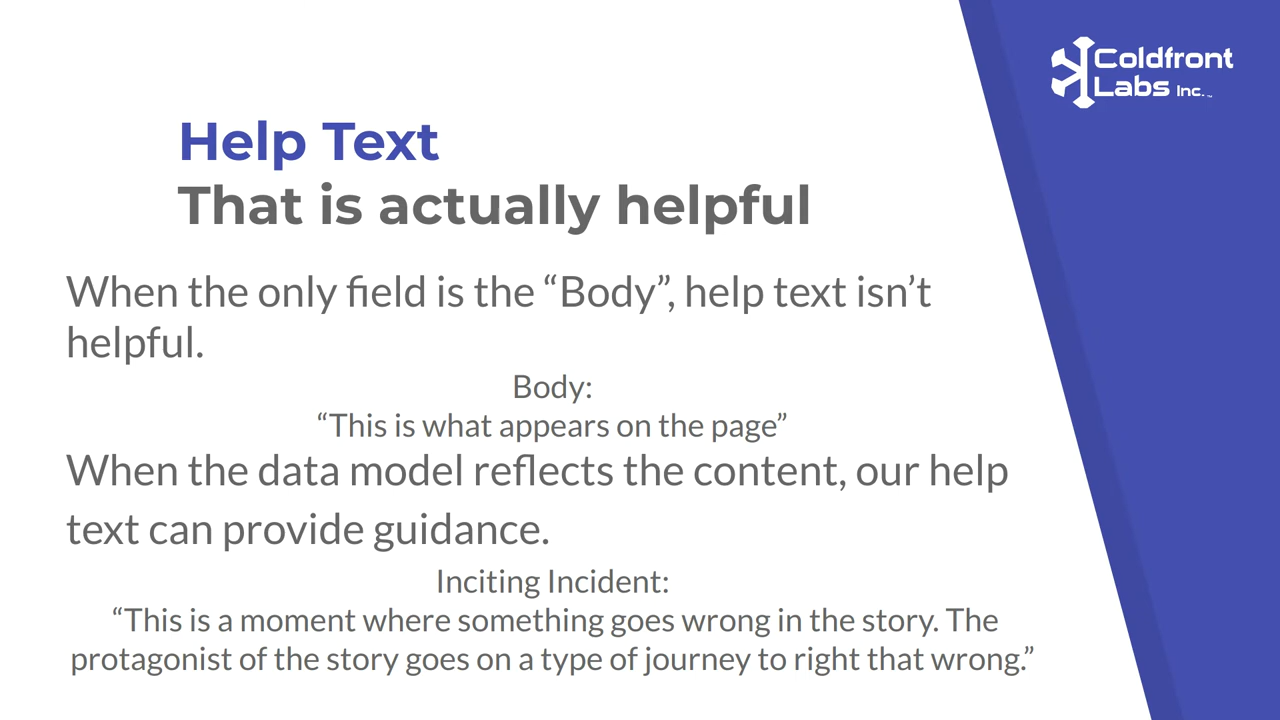 Coldfront
Labs Inc.
Help Text
That is actually helpful
When the only field is the “Body”, help text isn’t
helpful.
Body:
“This is what appears on the page”
When the data model reflects the content, our help
text can provide guidance.
Inciting Incident:
“This is a moment where something goes wrong in the story. The
protagonist of the story goes on a type of journey to right that wrong.”